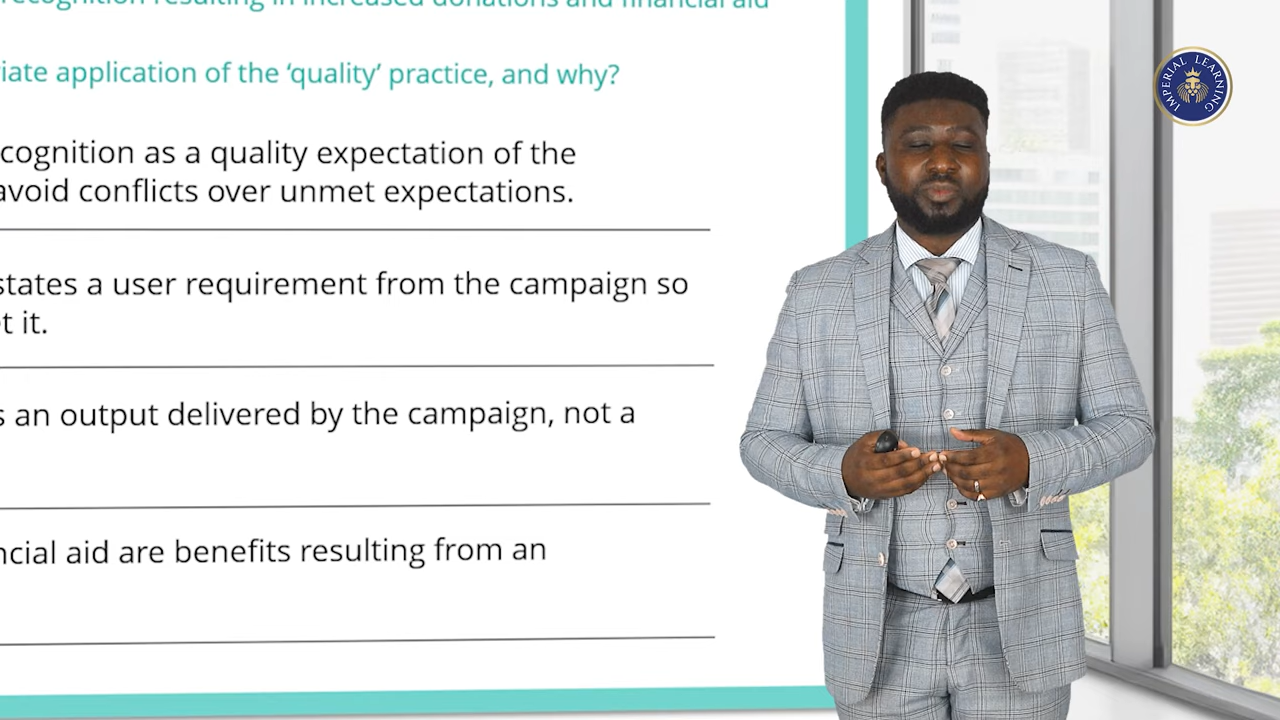 recognition resulting in increased donations and financial aid
iate application of the ‘quality’ practice, and why?
cognition as a quality expectation of the
avoid conflicts over unmet expectations.
states a user requirement from the campaign so
t it.
s an output delivered by the campaign, not a
ncial aid are benefits resulting from an
IMPERIAL LEARNING